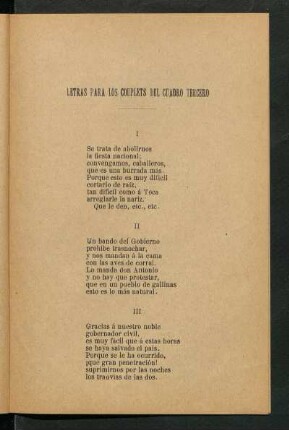 LETRAS PARA LOS COUPLETS DEL CUADRO TERCERO
I
Se trata de abolirnos
la fiesta nacional;
convengamos, caballeros,
que es una burrada más.
Porque esto es muy difícil
cortarlo de raíz,
tan difícil como á Toco
arreglarle la nariz.
Que le den, etc., etc.
II
Un bando del Gobierno
prohibe trasnochar,
y nos mandan á la cama
con las aves de corral.
Lo manda don Antonio
y no hay que protestar,
que en un pueblo de gallinas
esto es lo más natural.
III
Gracias á nuestro noble
gobernador civil,
es muy fácil que á estas horas
se haya salvado el país.
Porque se le ha ocurrido,
¡que gran penetración!
suprimirnos por las noches
los tranvías de las dos.